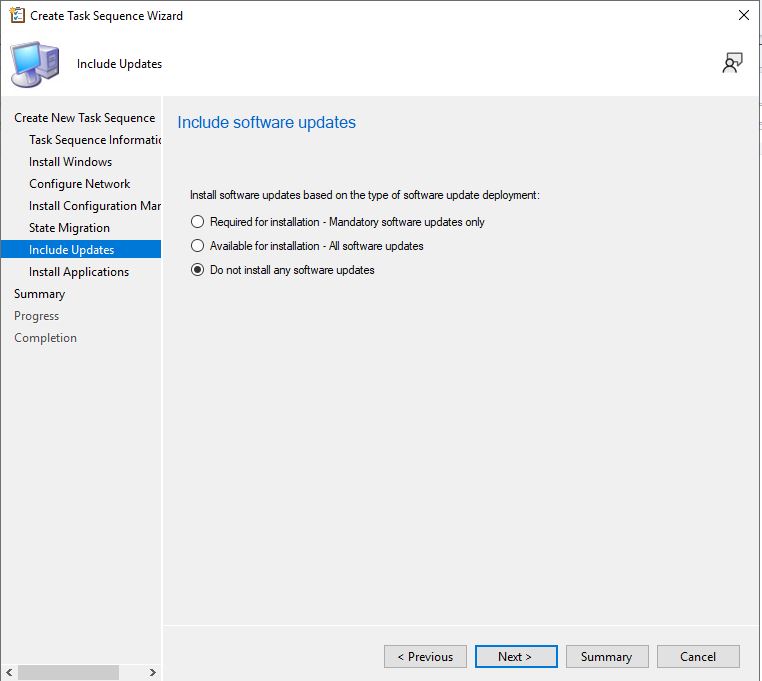 Create Task Sequence Wizard
Include Updates
Create New Task Sequence
Task Sequence Informatic
Install Windows
Configure Network
Install Configuration Mar
State Migration
Include Updates
Install Applications
Summary
Progress
Completion
Include software updates
Install software updates based on the type of software update deployment:
Required for installation - Mandatory software updates only
Available for installation - All software updates
Do not install any software updates
< Previous
Next >
Summary
Cancel